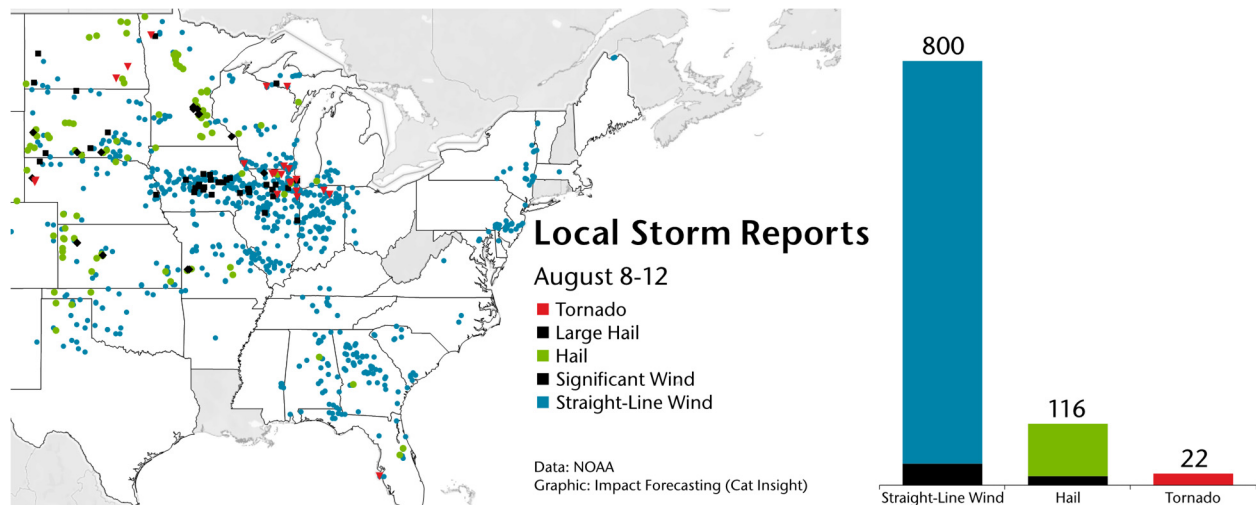 Local Storm Reports
August 8-12
Tornado
Large Hail
Hail
Significant Wind
Straight-Line Wind
Data: NOAA
Graphic: Impact Forecasting (Cat Insight)
800
116
22
Straight-Line Wind
Hail
Tornado